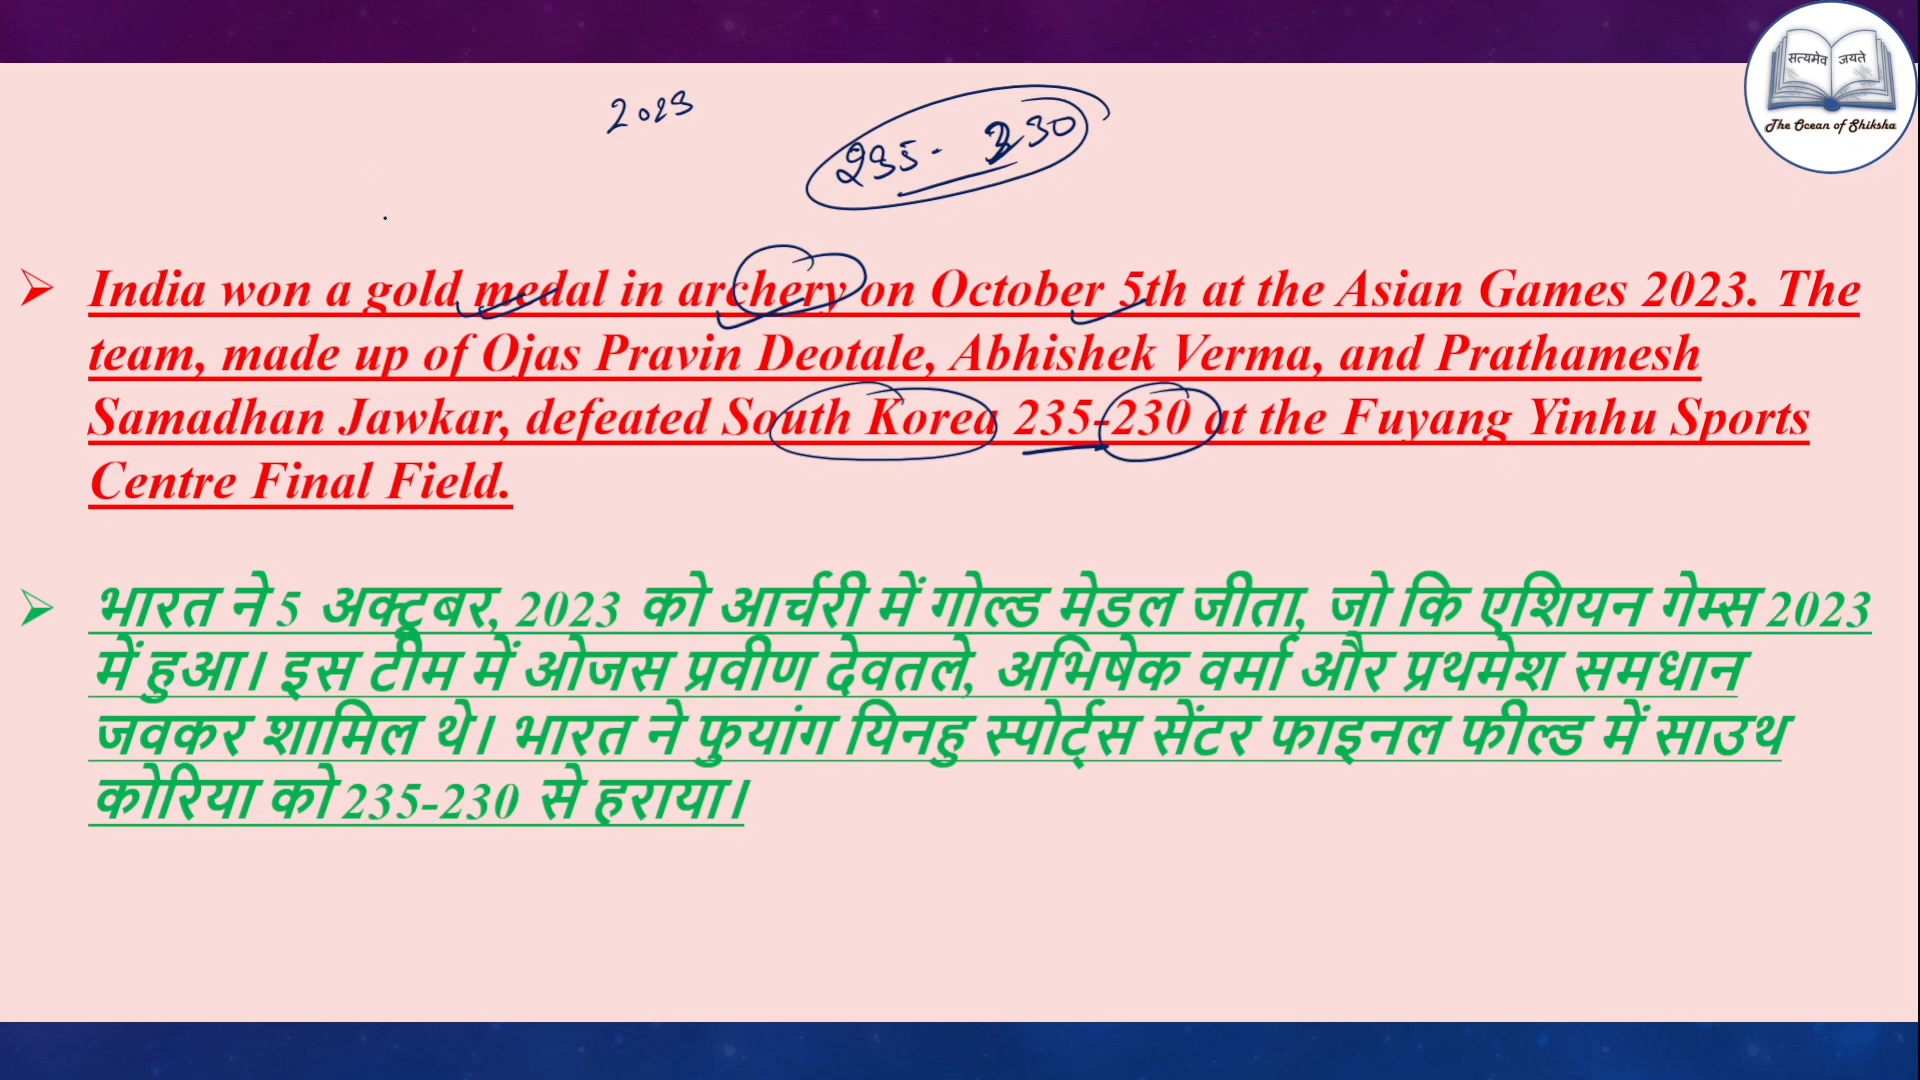 सत्यमेव जयते
The Ocean of Shiksha
2023
235- 230
India won a gold medal in archery on October 5th at the Asian Games 2023. The
team, made up of Ojas Pravin Deotale, Abhishek Verma, and Prathamesh
Samadhan Jawkar, defeated South Korea 235-230 at the Fuyang Yinhu Sports
Centre Final Field.
भारत ने 5 अक्टूबर, 2023 को आर्चरी में गोल्ड मेडल जीता, जो कि एशियन गेम्स 2023
में हुआ। इस टीम में ओजस प्रवीण देवतले, अभिषेक वर्मा और प्रथमेश समधान
जवकर शामिल थे। भारत ने फुयांग यिनहु स्पोर्ट्स सेंटर फाइनल फील्ड में साउथ
कोरिया को 235-230 से हराया।